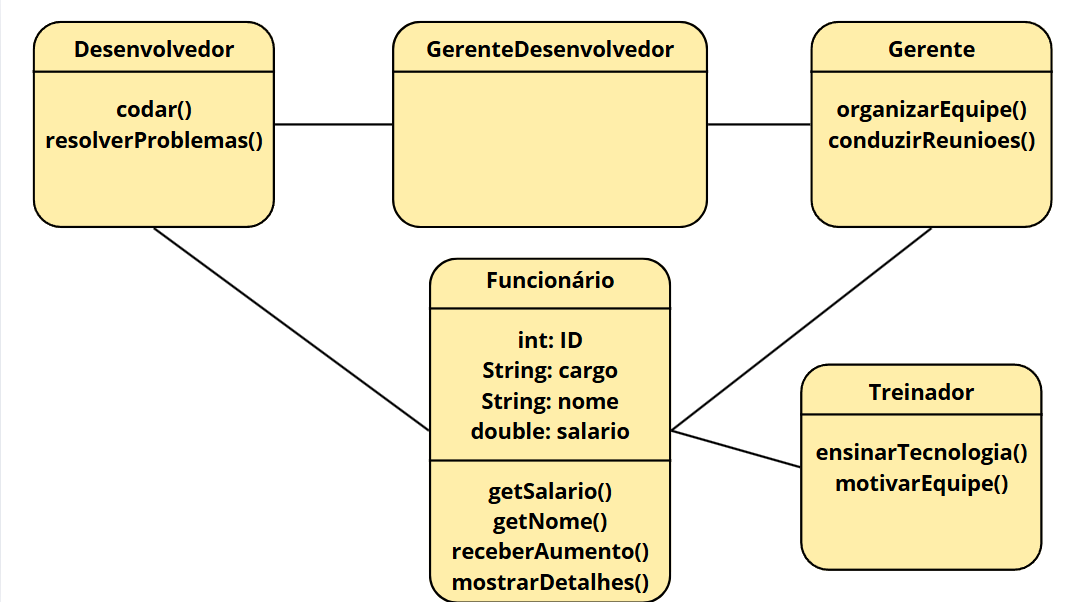 Desenvolvedor
codar()
resolverProblemas()
GerenteDesenvolvedor
Gerente
organizarEquipe()
conduzirReunioes()
Funcionário
int: ID
String: cargo
String: nome
double: salario
getSalario()
getNome()
receberAumento()
mostrarDetalhes()
Treinador
ensinarTecnologia()
motivarEquipe()